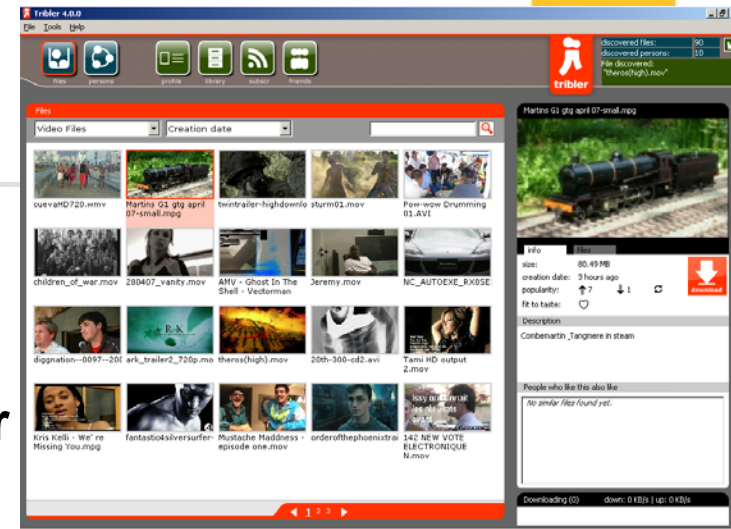 Tribler 4.0.0
File Tools Help
files persons profile library subscr friends
tribler
discovered files: 90
discovered persons: 10
File discovered:
"theros(high).mov"
Files
Video Files Creation date
cuevaHD720.wmv
Martins G1 gtg april
07-small.mpg
twintrailer-highdownlo
sturm01.mov
Pow-wow Drumming
01.AVI
children_of_war.mov
200407_vanity.mov
AMV - Ghost In The
Shell - Vectorman
Jeremy.mov
NC_AUTOEXE_RX8SE
diggnation--0097--200
ark_trailer2_720p.mo
theros(high).mov
20th-300-cd2.avi
Tami HD output
2.mov
Kris Kelli - We' re
Missing You.mpg
fantastic4silversurfer-
Mustache Maddness -
episode one.mov
orderofthephoenixtrai
142 NEW VOTE
ELECTRONIQUE
N.mov
1 2 3
Martins G1 gtg april 07-small.mpg
info files
size: 80.49 MB
creation date: 3 hours ago
popularity: 7 1
fit to taste:
download
Description
Combemartin _Tangmere in steam
People who like this also like
No similar files found yet.
Downloading (0) down: 0 KB/s | up: 0 KB/s
r